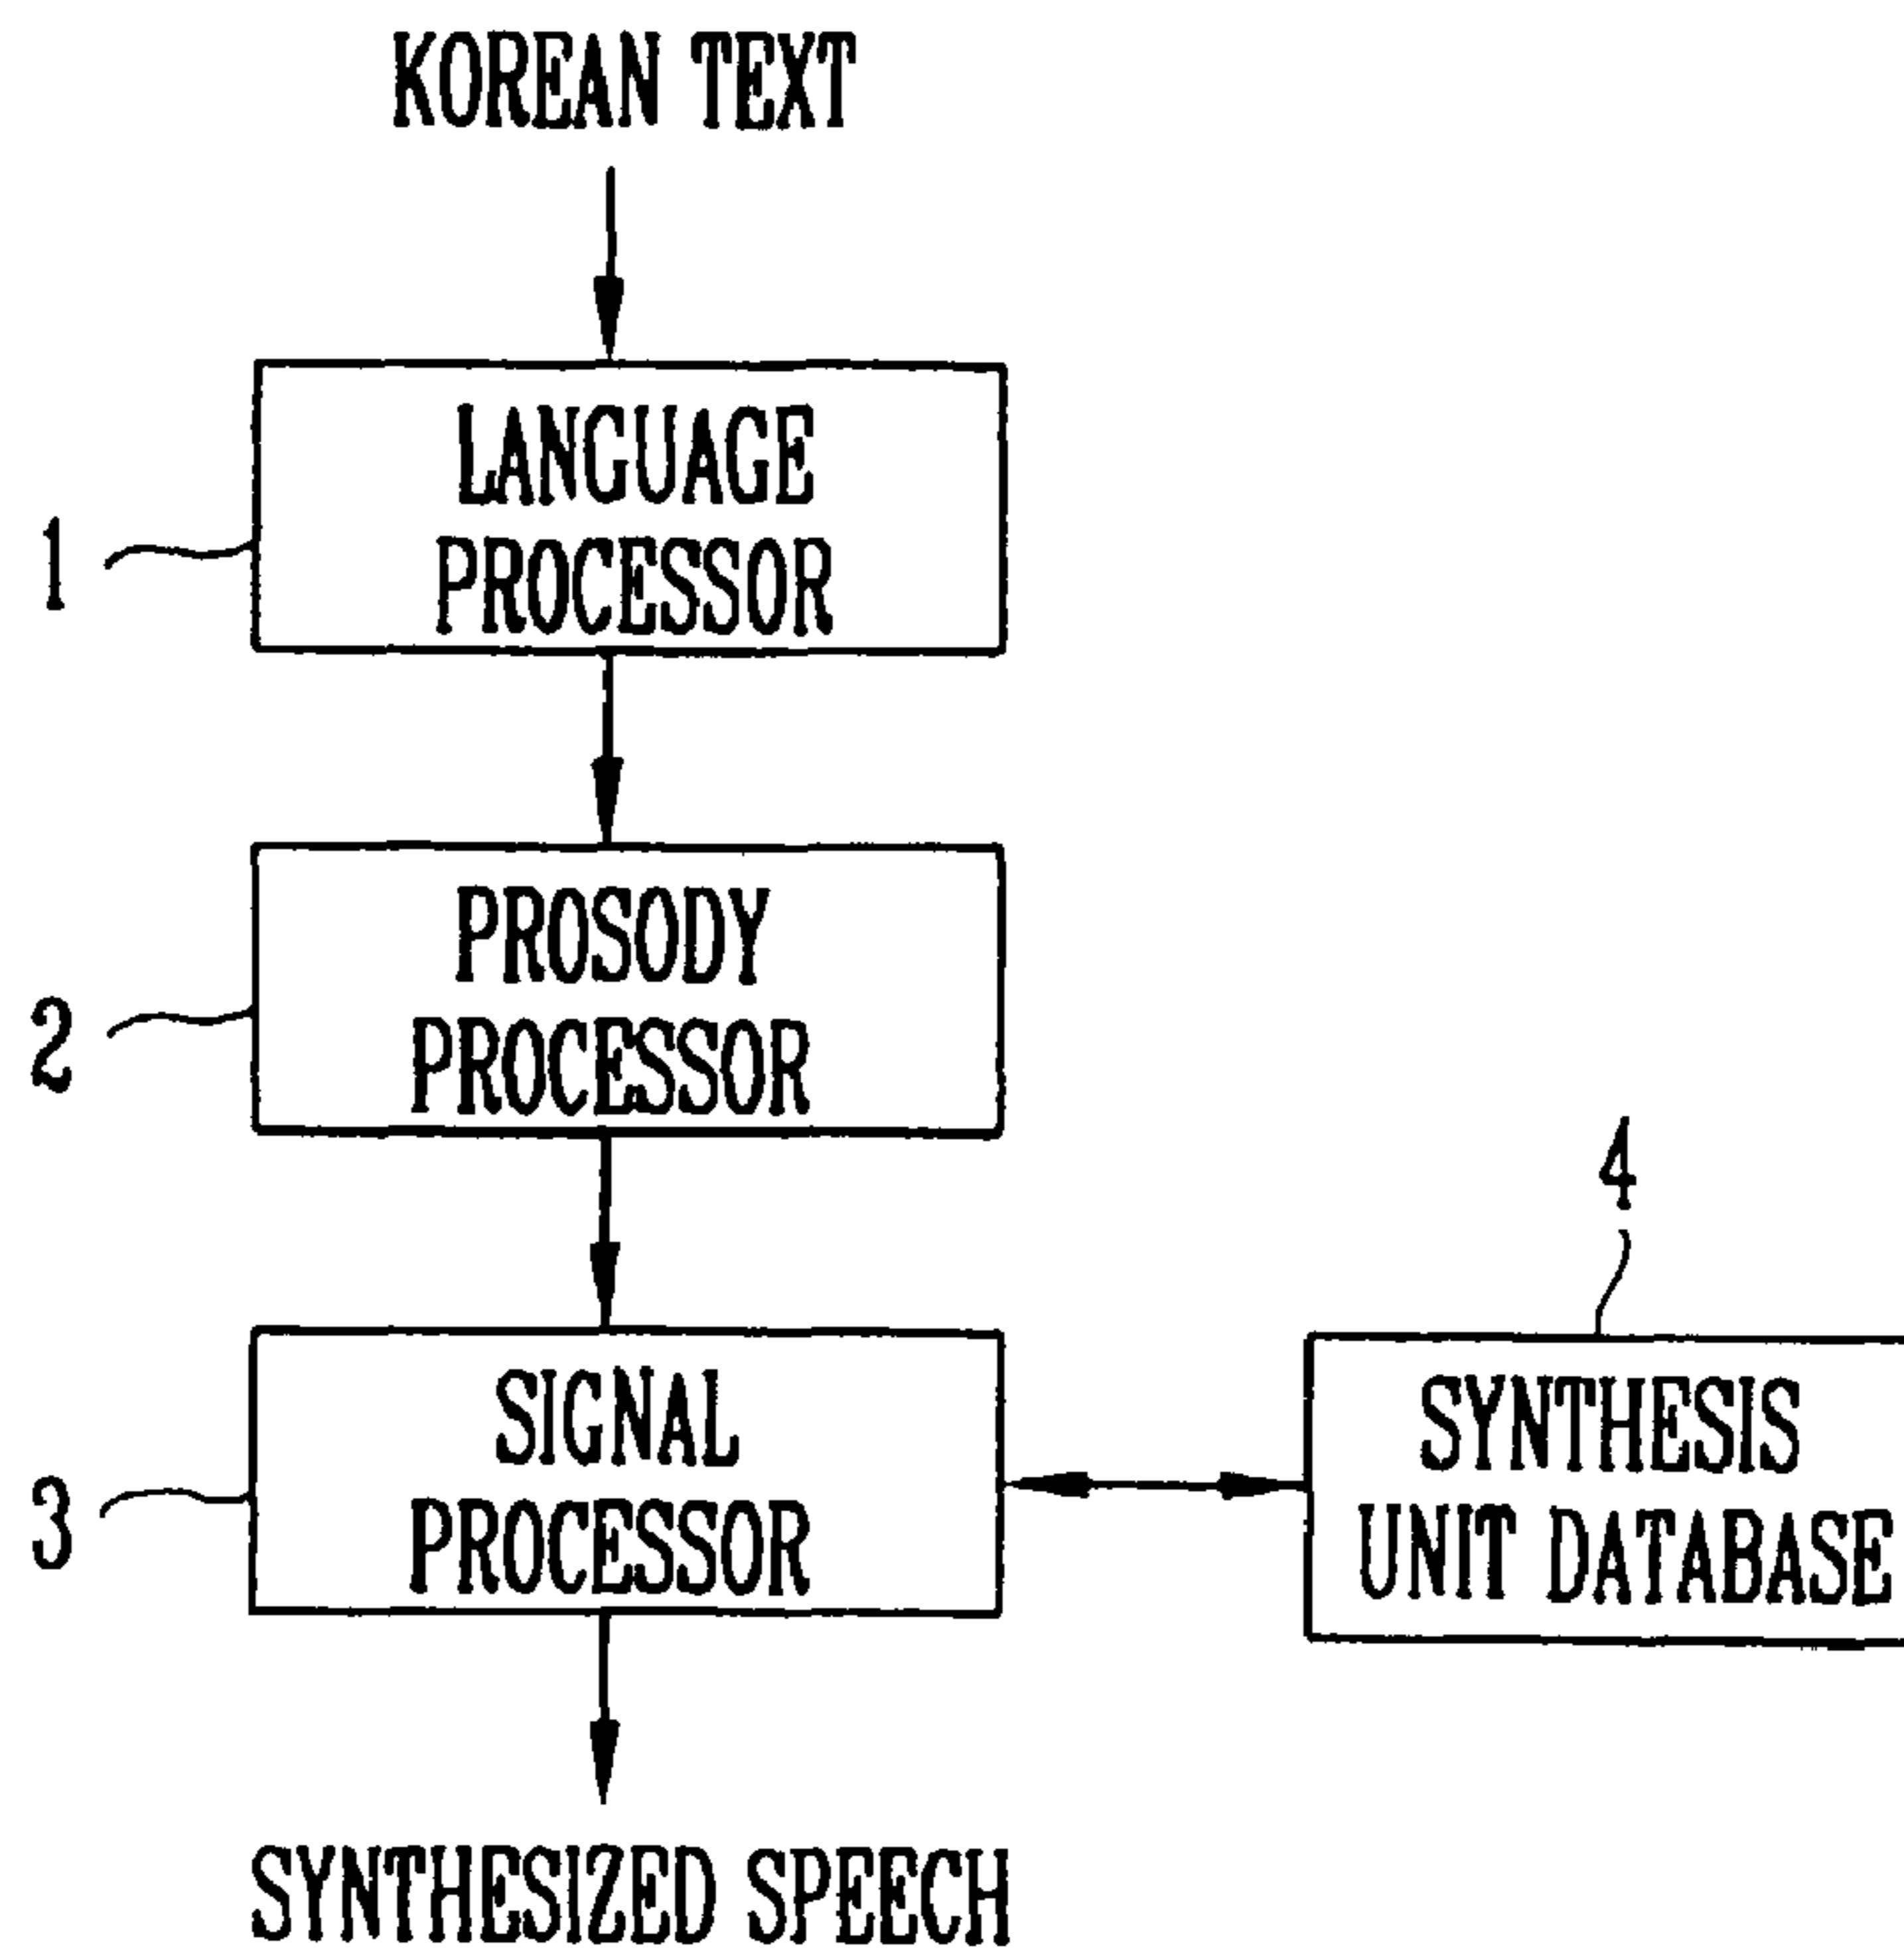 KOREAN TEXT
LANGUAGE
PROCESSOR
1
PROSODY
PROCESSOR
2
4
SIGNAL
PROCESSOR
3
SYNTHESIS
UNIT DATABASE
SYNTHESIZED SPEECH